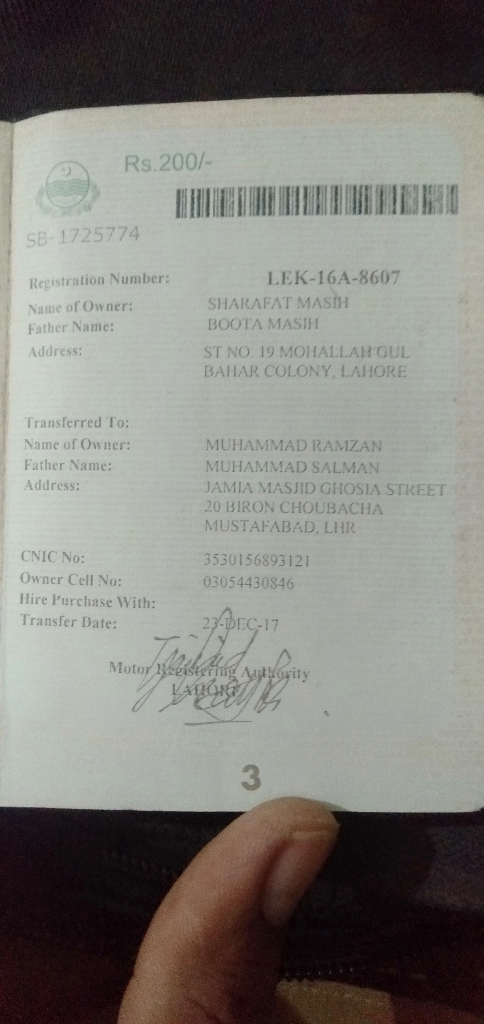 Rs.200/-
SB-1725774
Registration Number: LEK-16A-8607
Name of Owner: SHARAFAT MASIH
Father Name: BOOTA MASIH
Address: ST NO. 19 MOHALLAH GUL
BAHAR COLONY, LAHORE
Transferred To:
Name of Owner: MUHAMMAD RAMZAN
Father Name: MUHAMMAD SALMAN
Address: JAMIA MASJID GHOSIA STREET
20 BIRON CHOUBACHA
MUSTAFABAD, LHR
CNIC No: 3530156893121
Owner Cell No: 03054430846
Hire Purchase With:
Transfer Date: 23-DEC-17
Motor Registering Authority
LAHORE
3